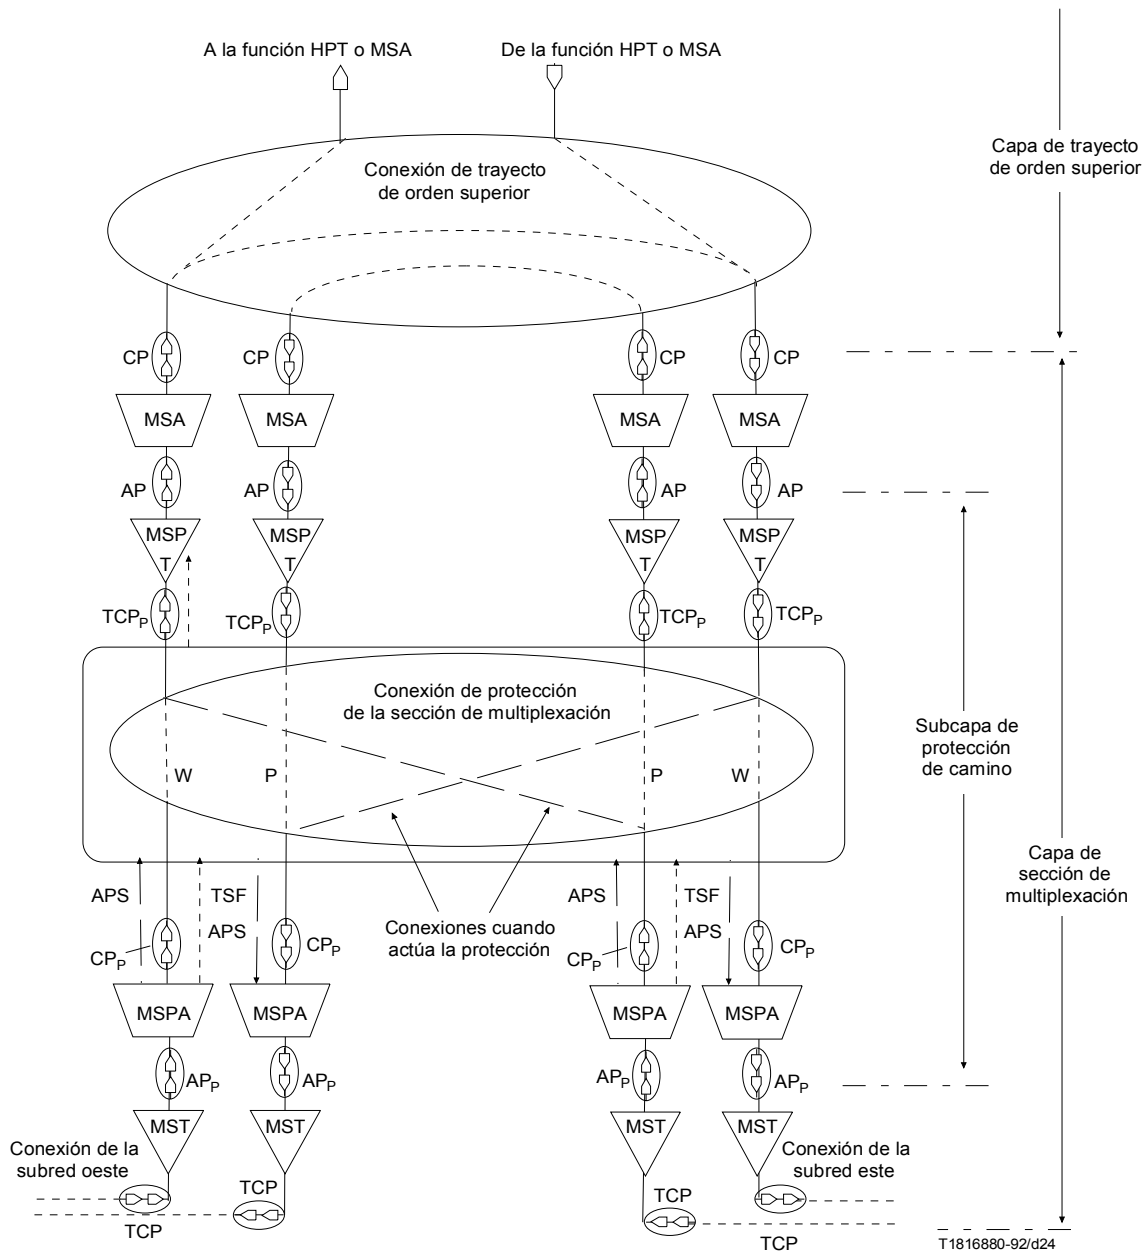 A la función HPT o MSA
De la función HPT o MSA
Conexión de trayecto
de orden superior
Capa de trayecto
de orden superior
CP
CP
CP
CP
MSA
MSA
MSA
MSA
AP
AP
AP
AP
MSP
T
MSP
T
MSP
T
MSP
T
TCPP
TCPP
TCPP
TCPP
Conexión de protección
de la sección de multiplexación
W
P
P
W
Subcapa de
protección
de camino
Capa de
sección de
multiplexación
APS
TSF
APS
APS
TSF
APS
Conexiones cuando
actúa la protección
CPP
CPP
CPP
CPP
MSPA
MSPA
MSPA
MSPA
APP
APP
APP
APP
MST
MST
MST
MST
Conexión de la
subred oeste
Conexión de la
subred este
TCP
TCP
TCP
TCP
T1816880-92/d24